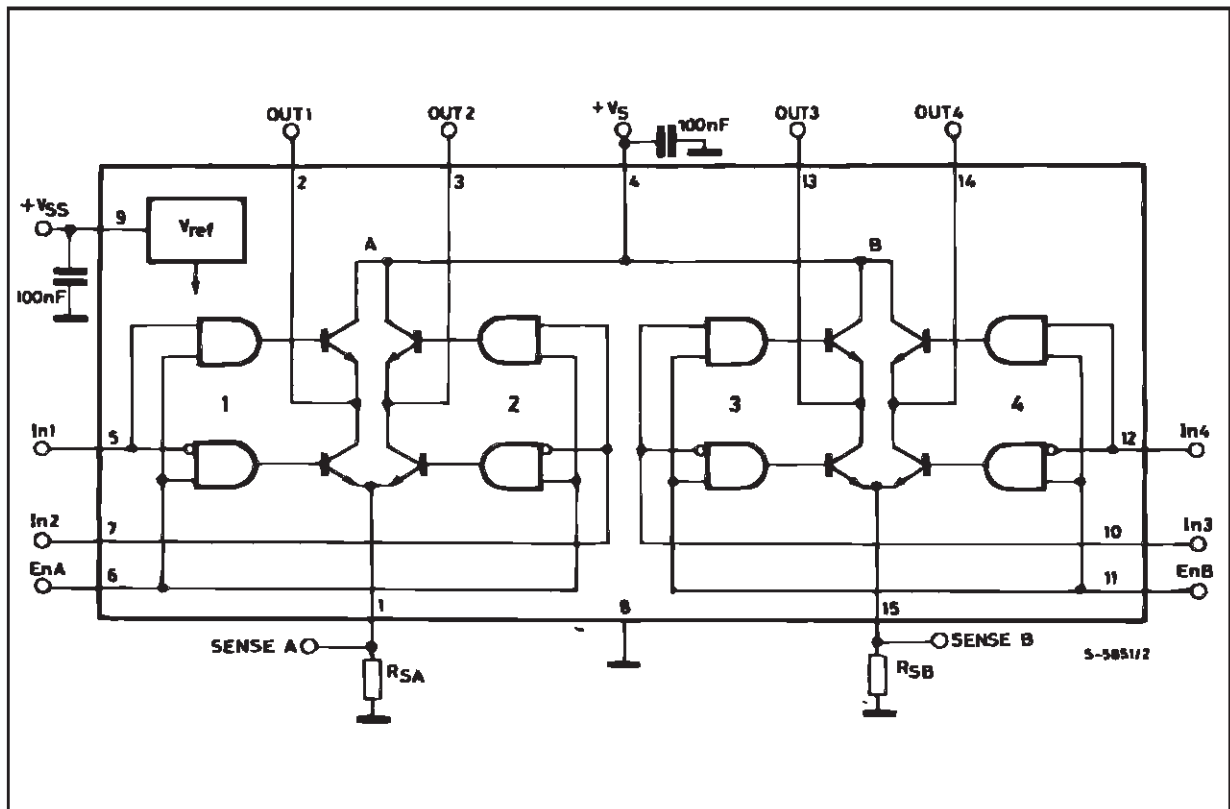 OUT1
OUT2
+VS
100nF
OUT3
OUT4
2
3
4
13
14
+VSS
9
Vref
A
B
100nF
1
2
3
4
In1
5
12
In4
In2
7
10
In3
EnA
6
11
EnB
1
8
15
SENSE A
RSA
SENSE B
RSB
S-5851/2